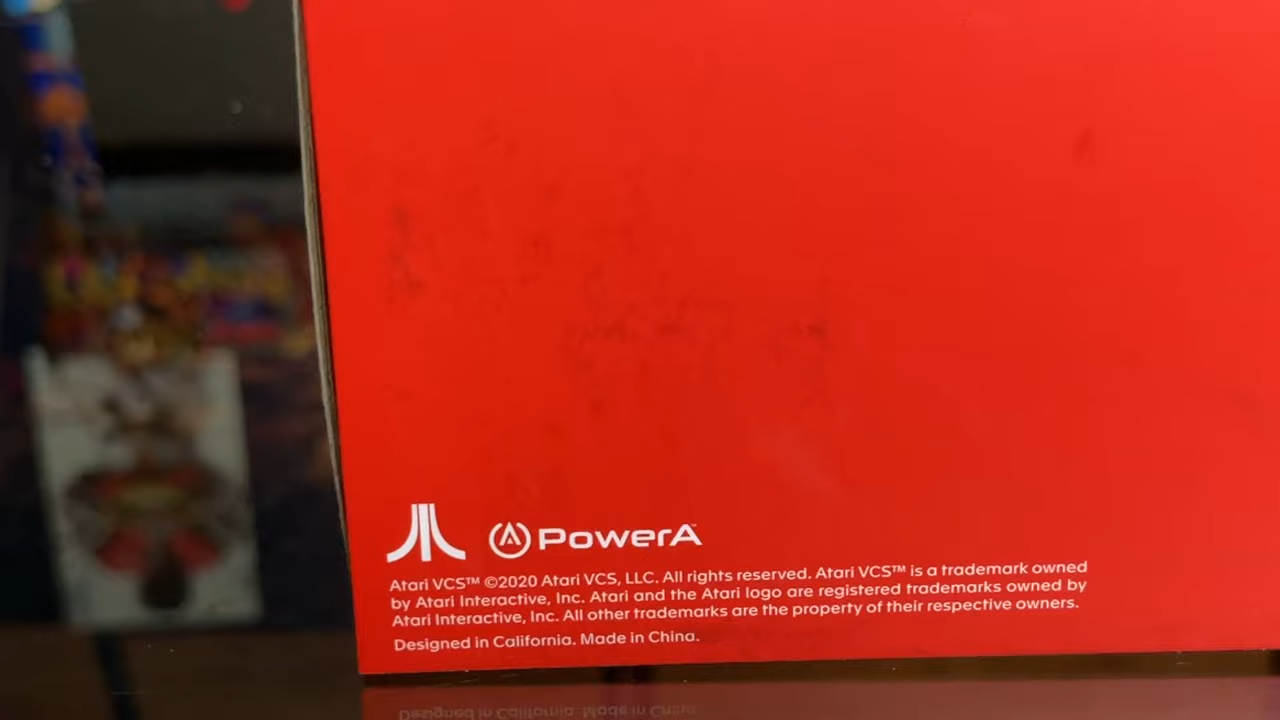 PowerA™
Atari VCS™ ©2020 Atari VCS, LLC. All rights reserved. Atari VCS™ is a trademark owned
by Atari Interactive, Inc. Atari and the Atari logo are registered trademarks owned by
Atari Interactive, Inc. All other trademarks are the property of their respective owners.
Designed in California. Made in China.